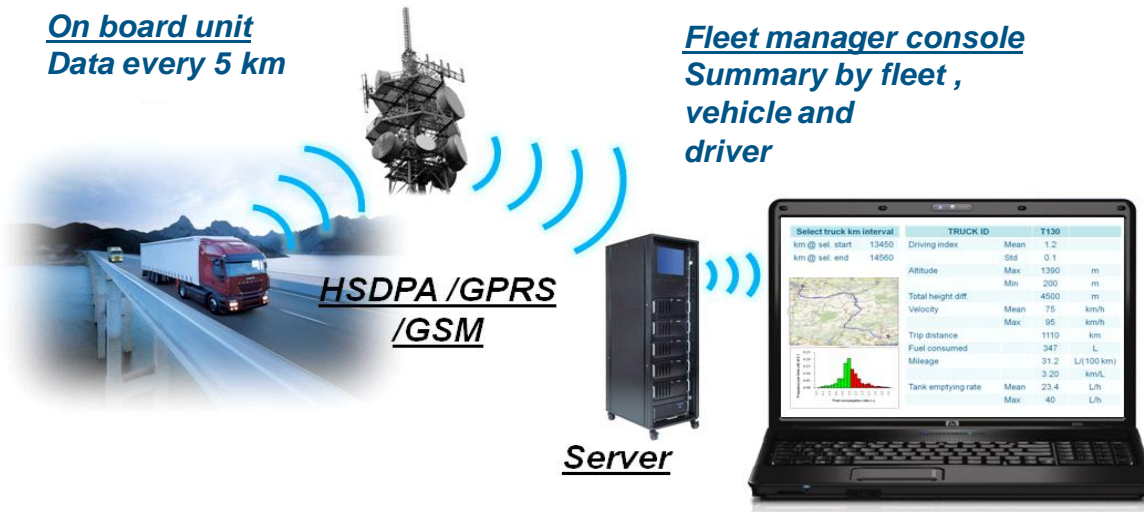 On board unit
Data every 5 km
Fleet manager console
Summary by fleet ,
vehicle and
driver
HSDPA /GPRS
/GSM
Server
Select truck km interval
km @ sel. start 13450
km @ sel. end 14560
TRUCK ID T130
Driving index Mean 1.2
Std 0.1
Altitude Max 1390 m
Min 200 m
Total height diff. 4500 m
Velocity Mean 75 km/h
Max 95 km/h
Trip distance 1110 km
Fuel consumed 347 L
Mileage 31.2 L/(100 km)
3.20 km/L
Tank emptying rate Mean 23.4 L/h
Max 40 L/h